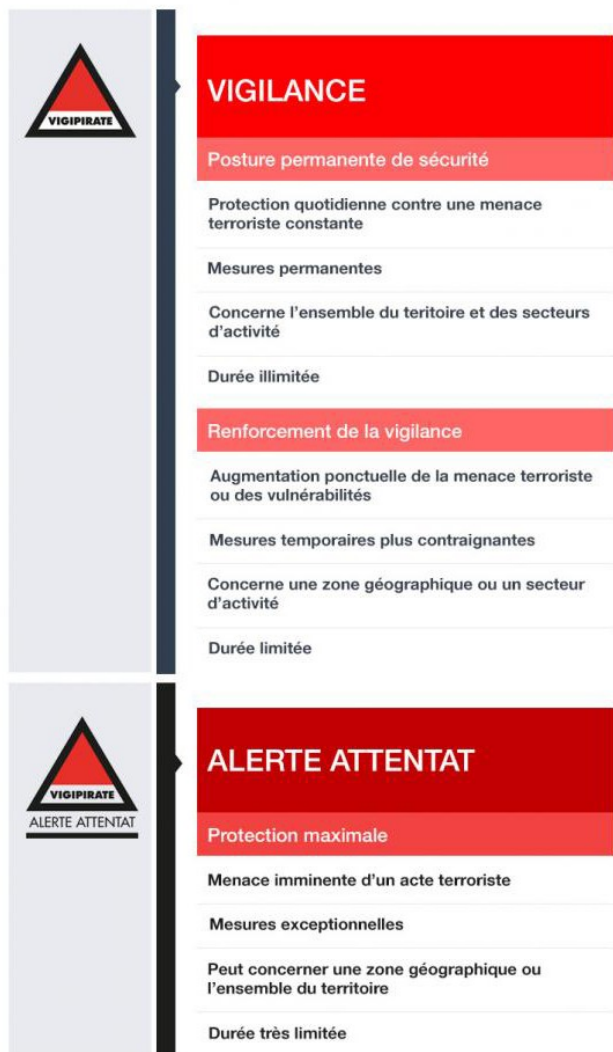 VIGIPIRATE
VIGILANCE
Posture permanente de sécurité
Protection quotidienne contre une menace
terroriste constante
Mesures permanentes
Concerne l'ensemble du teritoire et des secteurs
d'activité
Durée illimitée
Renforcement de la vigilance
Augmentation ponctuelle de la menace terroriste
ou des vulnérabilités
Mesures temporaires plus contraignantes
Concerne une zone géographique ou un secteur
d'activité
Durée limitée
VIGIPIRATE
ALERTE ATTENTAT
ALERTE ATTENTAT
Protection maximale
Menace imminente d'un acte terroriste
Mesures exceptionnelles
Peut concerner une zone géographique ou
l'ensemble du territoire
Durée très limitée